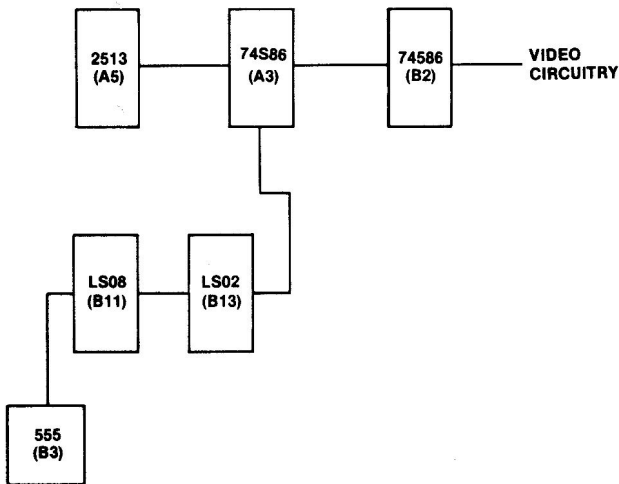 2513
(A5)
74S86
(A3)
74586
(B2)
VIDEO
CIRCUITRY
LS08
(B11)
LS02
(B13)
555
(B3)